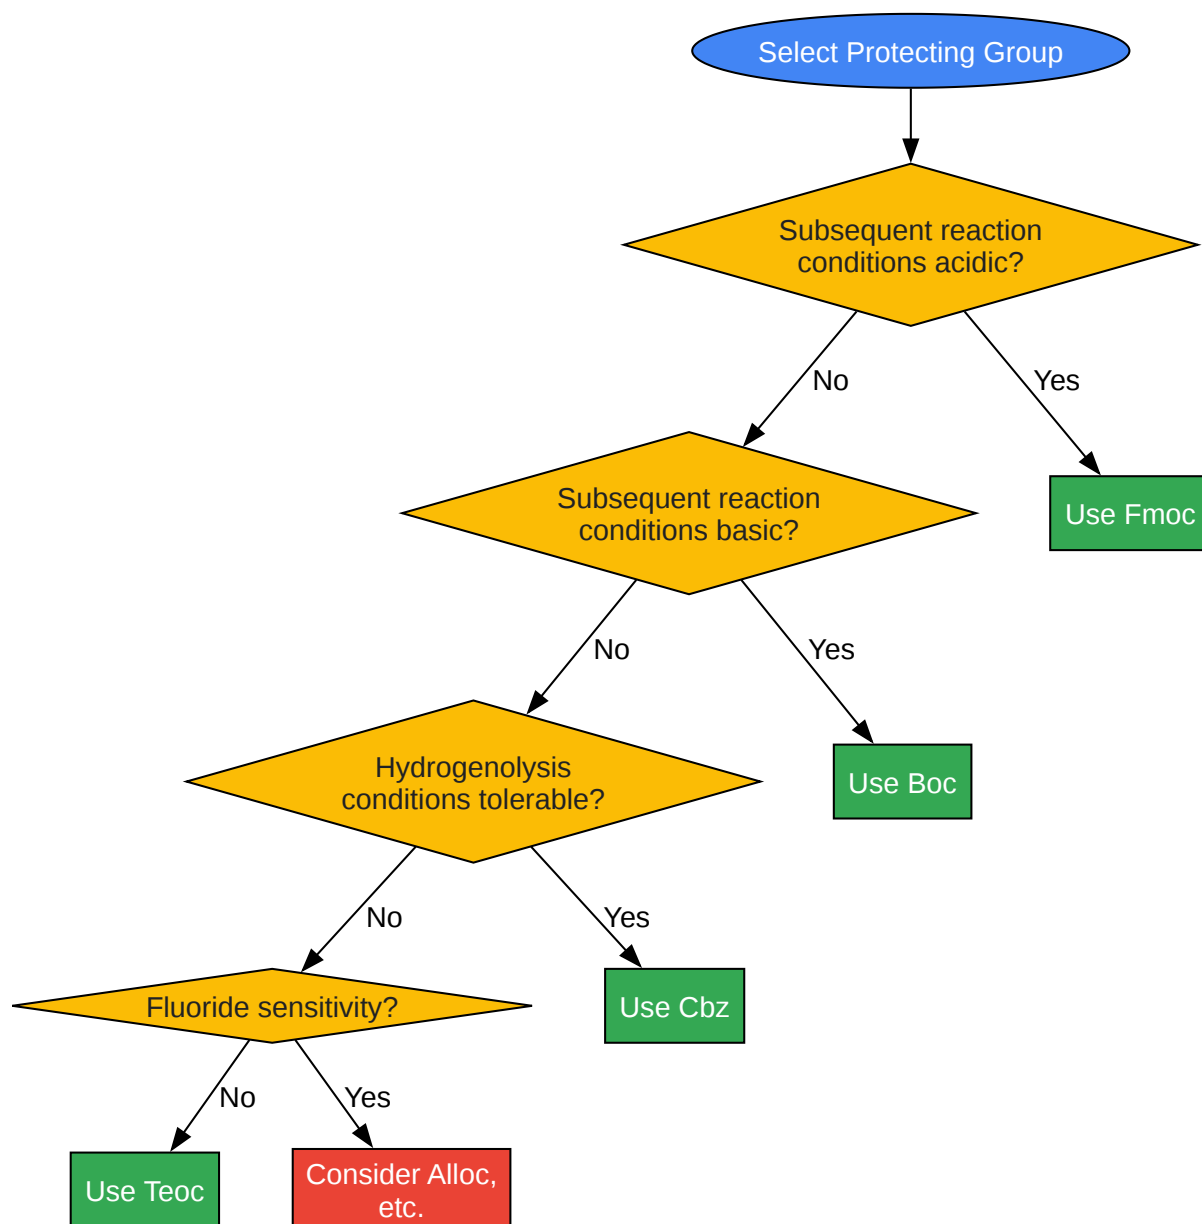 Select Protecting Group
Subsequent reaction
conditions acidic?
No
Yes
Subsequent reaction
conditions basic?
Use Fmoc
No
Yes
Hydrogenolysis
conditions tolerable?
Use Boc
No
Yes
Fluoride sensitivity?
Use Cbz
No
Yes
Use Teoc
Consider Alloc,
etc.